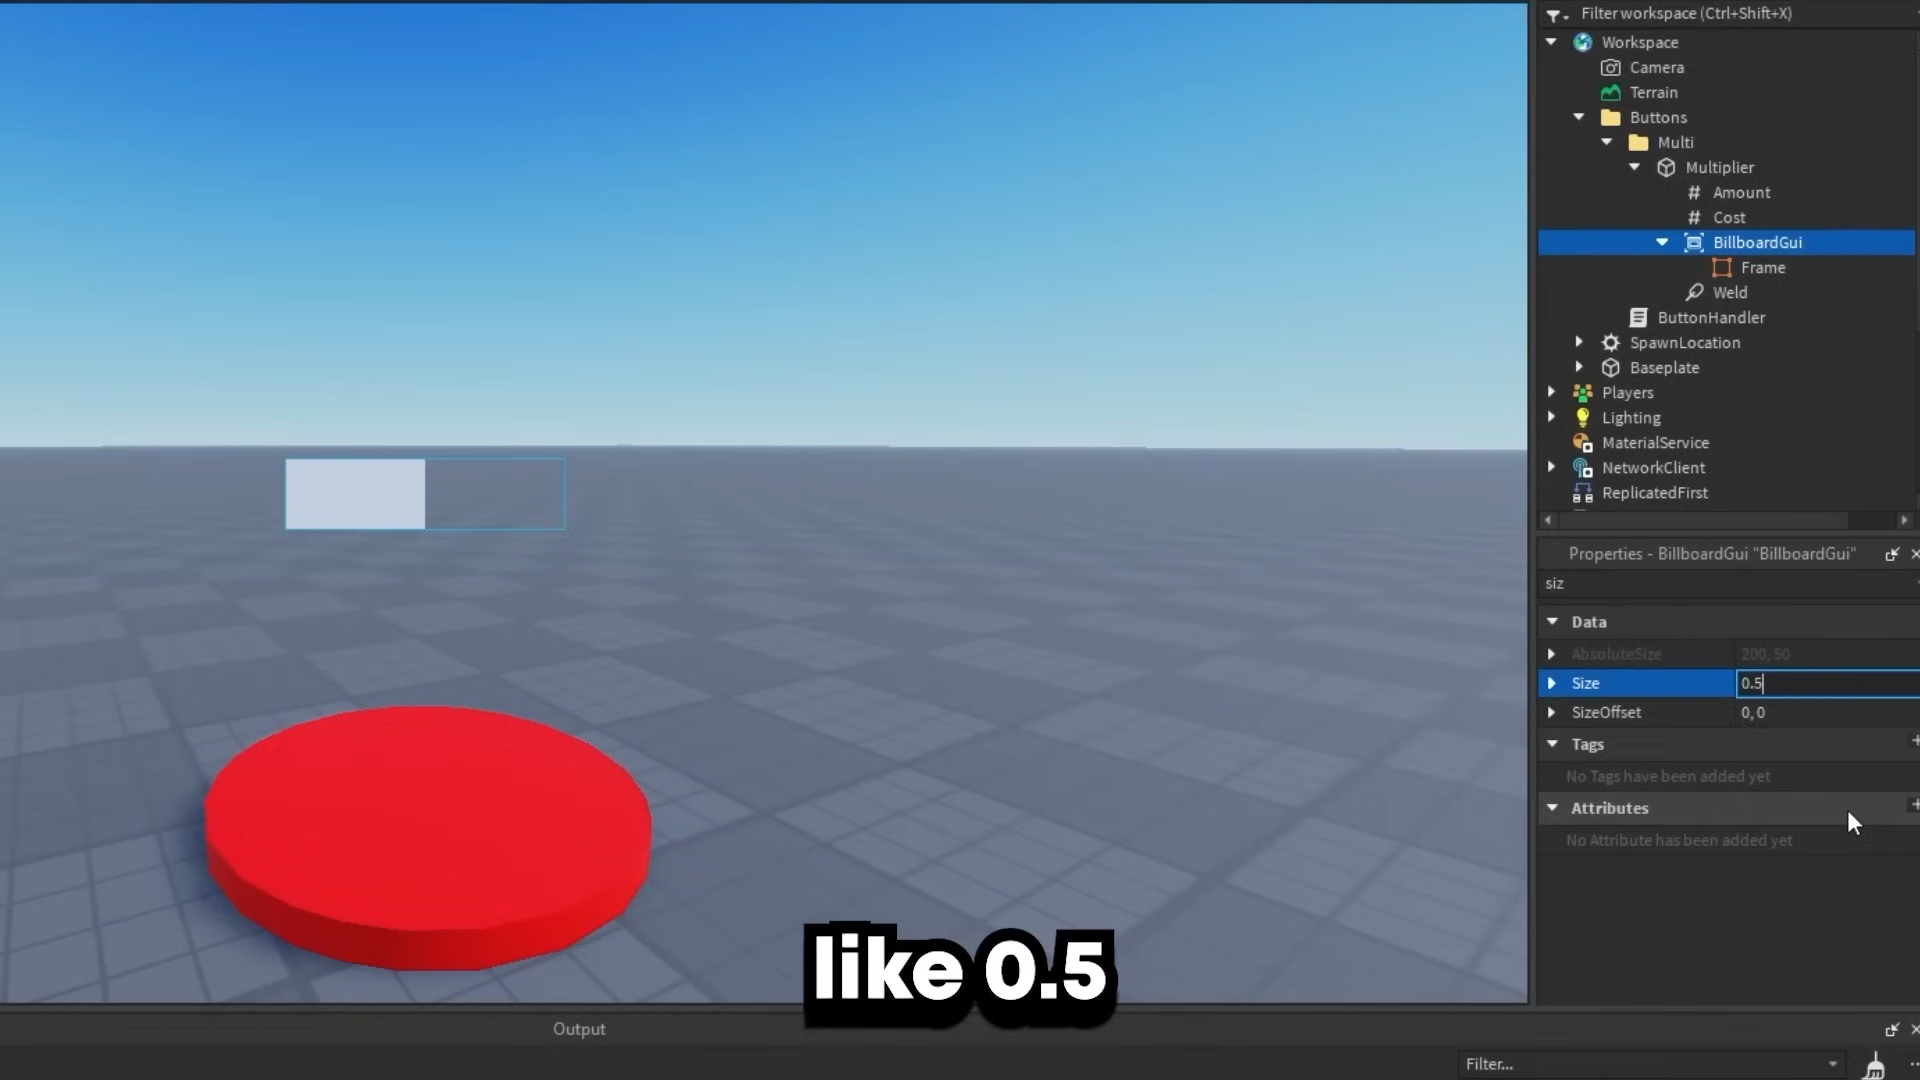 Filter workspace (Ctrl+Shift+X)
Workspace
Camera
Terrain
Buttons
Multi
Multiplier
# Amount
# Cost
BillboardGui
Frame
Weld
ButtonHandler
SpawnLocation
Baseplate
Players
Lighting
MaterialService
NetworkClient
ReplicatedFirst
Properties - BillboardGui "BillboardGui"
siz
Data
AbsoluteSize 200, 50
Size 0.5
SizeOffset 0, 0
Tags
No Tags have been added yet
Attributes
No Attribute has been added yet
like 0.5
Output
Filter...